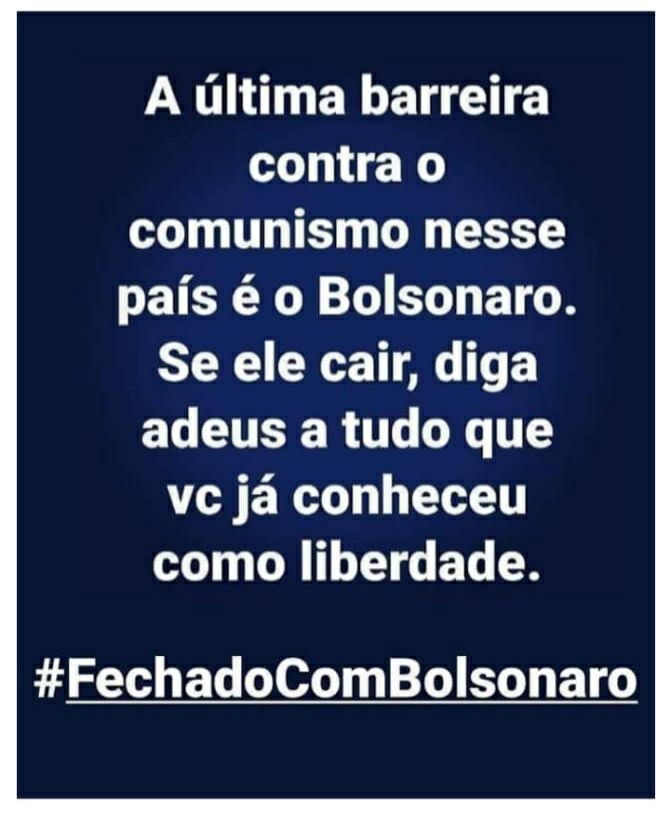 A última barreira
contra o
comunismo nesse
país é o Bolsonaro.
Se ele cair, diga
adeus a tudo que
vc já conheceu
como liberdade.
#FechadoComBolsonaro